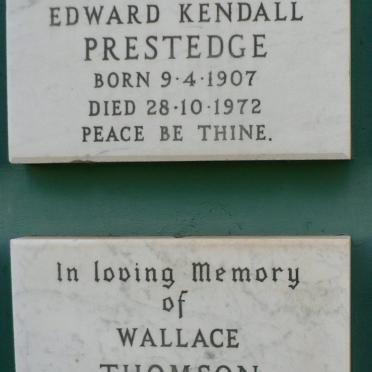 EDWARD KENDALL
PRESTEDGE
BORN 9·4·1907
DIED 28·10·1972
PEACE BE THINE.
In loving Memory
of
WALLACE
THOMSON